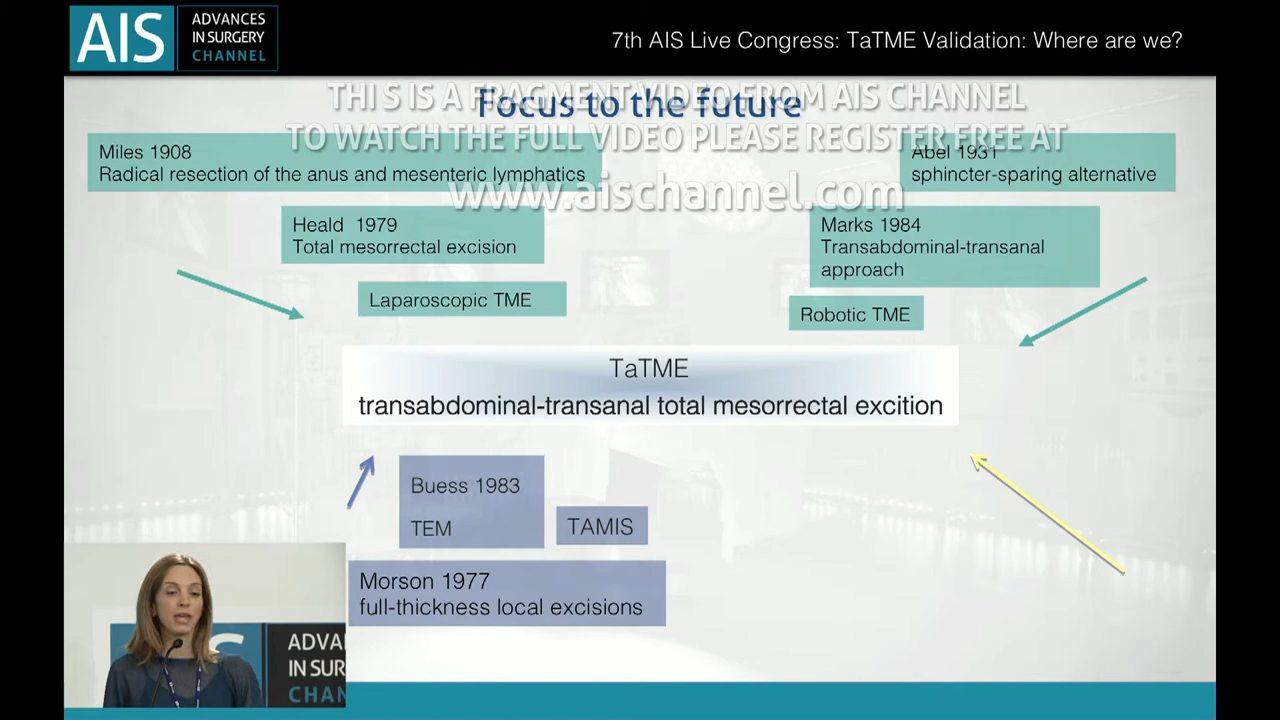 AIS
ADVANCES
IN SURGERY
CHANNEL
7th AIS Live Congress: TaTME Validation: Where are we?
Focus to the future
THIS IS A FRAGMENT VIDEO FROM AIS CHANNEL
TO WATCH THE FULL VIDEO PLEASE REGISTER FREE AT
www.aischannel.com
Miles 1908
Radical resection of the anus and mesenteric lymphatics
Abel 1931
sphincter-sparing alternative
Heald 1979
Total mesorrectal excision
Marks 1984
Transabdominal-transanal
approach
Laparoscopic TME
Robotic TME
TaTME
transabdominal-transanal total mesorrectal excition
Buess 1983
TEM
TAMIS
Morson 1977
full-thickness local excisions
S
ADVA
IN SUR
CHAN